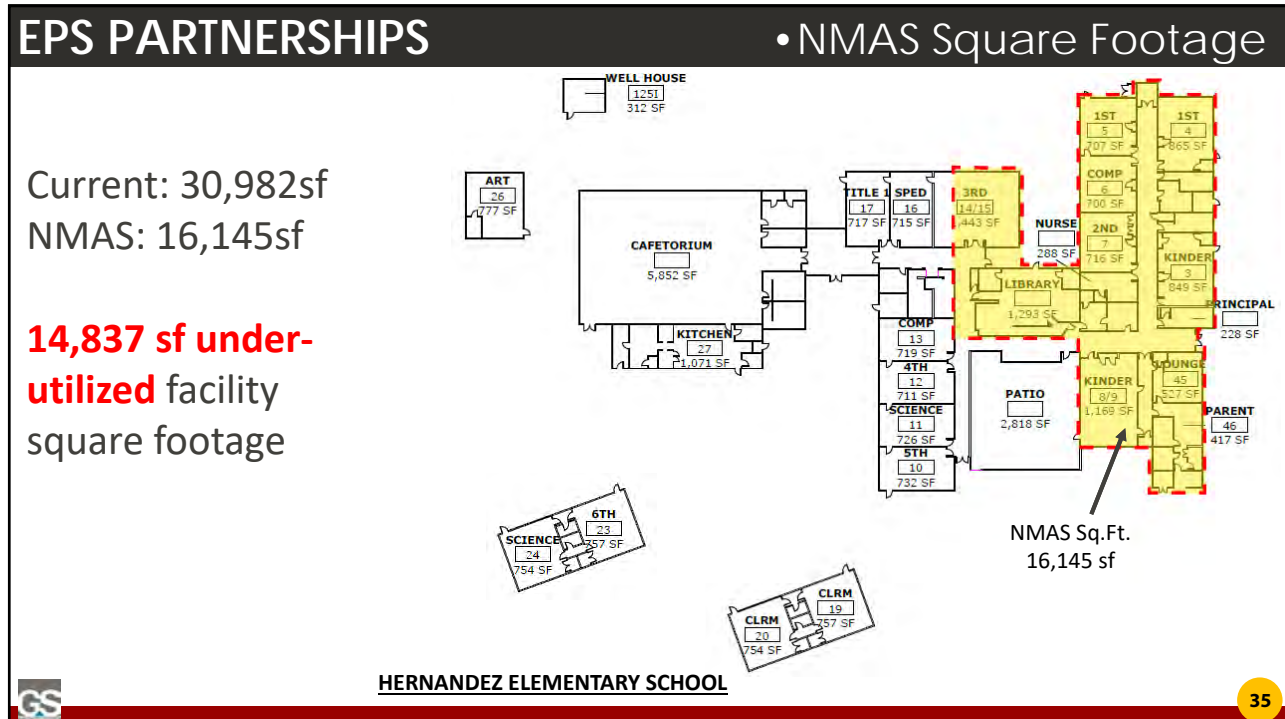 EPS PARTNERSHIPS
•NMAS Square Footage
Current: 30,982sf
NMAS: 16,145sf
14,837 sf under-
utilized facility
square footage
WELL HOUSE
125I
312 SF
ART
26
777 SF
CAFETORIUM
5,852 SF
KITCHEN
27
1,071 SF
TITLE 1
17
717 SF
SPED
16
715 SF
3RD
14/15
1,443 SF
NURSE
288 SF
LIBRARY
1,293 SF
1ST
5
707 SF
1ST
4
865 SF
COMP
6
700 SF
2ND
7
716 SF
KINDER
3
849 SF
PRINCIPAL
228 SF
COMP
13
719 SF
4TH
12
711 SF
SCIENCE
11
726 SF
5TH
10
732 SF
PATIO
2,818 SF
KINDER
8/9
1,169 SF
LOUNGE
45
527 SF
PARENT
46
417 SF
NMAS Sq.Ft.
16,145 sf
6TH
23
757 SF
SCIENCE
24
754 SF
CLRM
19
757 SF
CLRM
20
754 SF
HERNANDEZ ELEMENTARY SCHOOL
GS
35